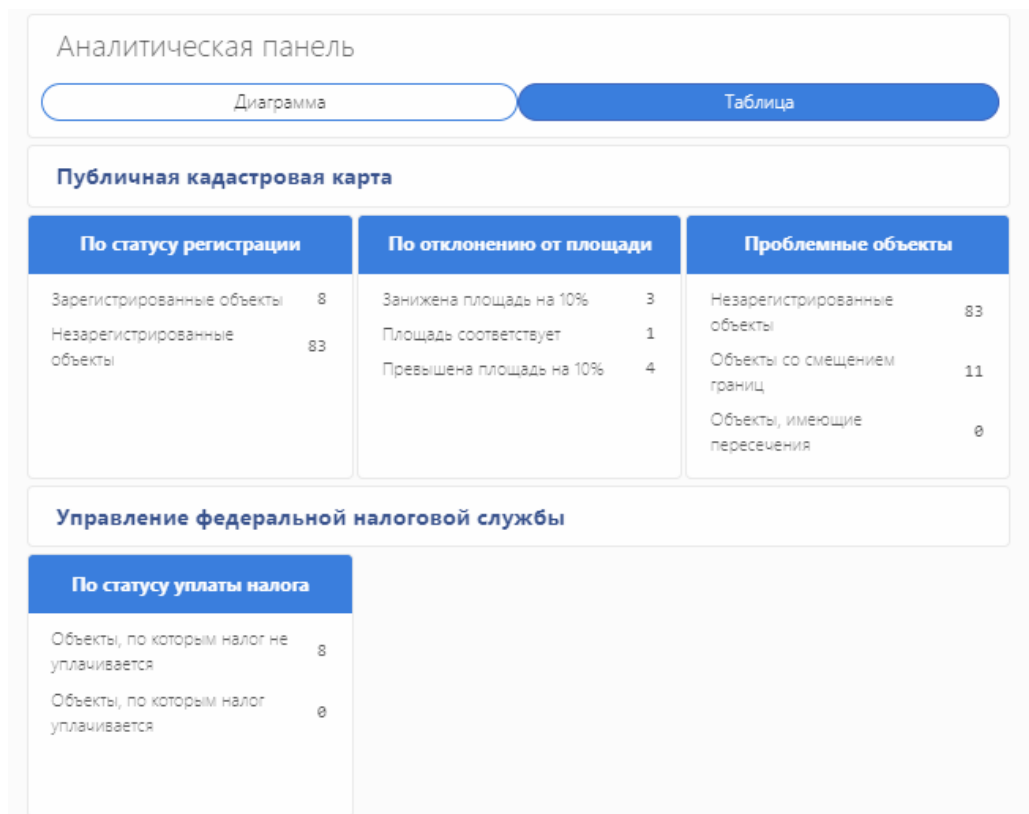 Аналитическая панель
Диаграмма
Таблица
Публичная кадастровая карта
По статусу регистрации
Зарегистрированные объекты 8
Незарегистрированные
объекты
83
По отклонению от площади
Занижена площадь на 10% 3
Площадь соответствует 1
Превышена площадь на 10% 4
Проблемные объекты
Незарегистрированные
объекты
83
Объекты со смещением
границ
11
Объекты, имеющие
пересечения
0
Управление федеральной налоговой службы
По статусу уплаты налога
Объекты, по которым налог не
уплачивается
8
Объекты, по которым налог
уплачивается
0